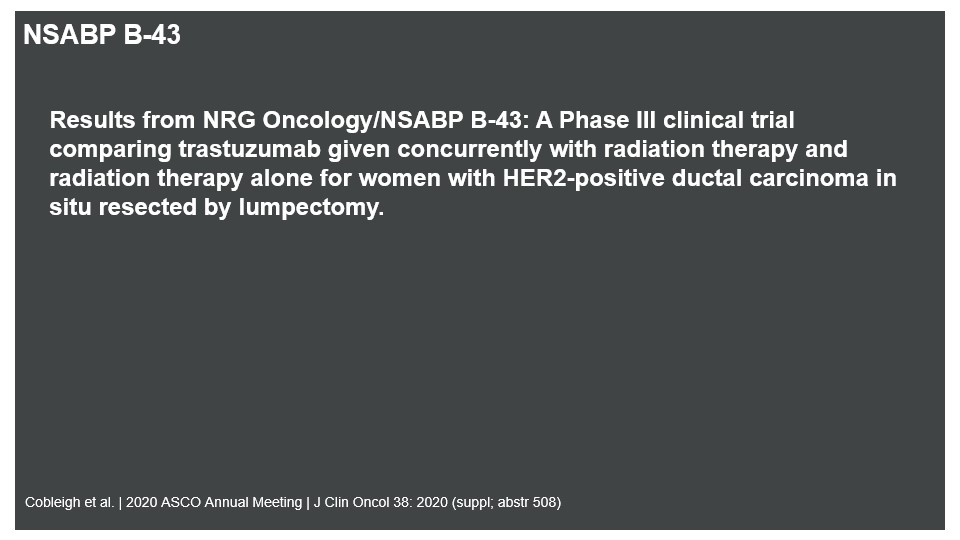 NSABP B-43
Results from NRG Oncology/NSABP B-43: A Phase III clinical trial
comparing trastuzumab given concurrently with radiation therapy and
radiation therapy alone for women with HER2-positive ductal carcinoma in
situ resected by lumpectomy.
Cobleigh et al. | 2020 ASCO Annual Meeting | J Clin Oncol 38: 2020 (suppl; abstr 508)